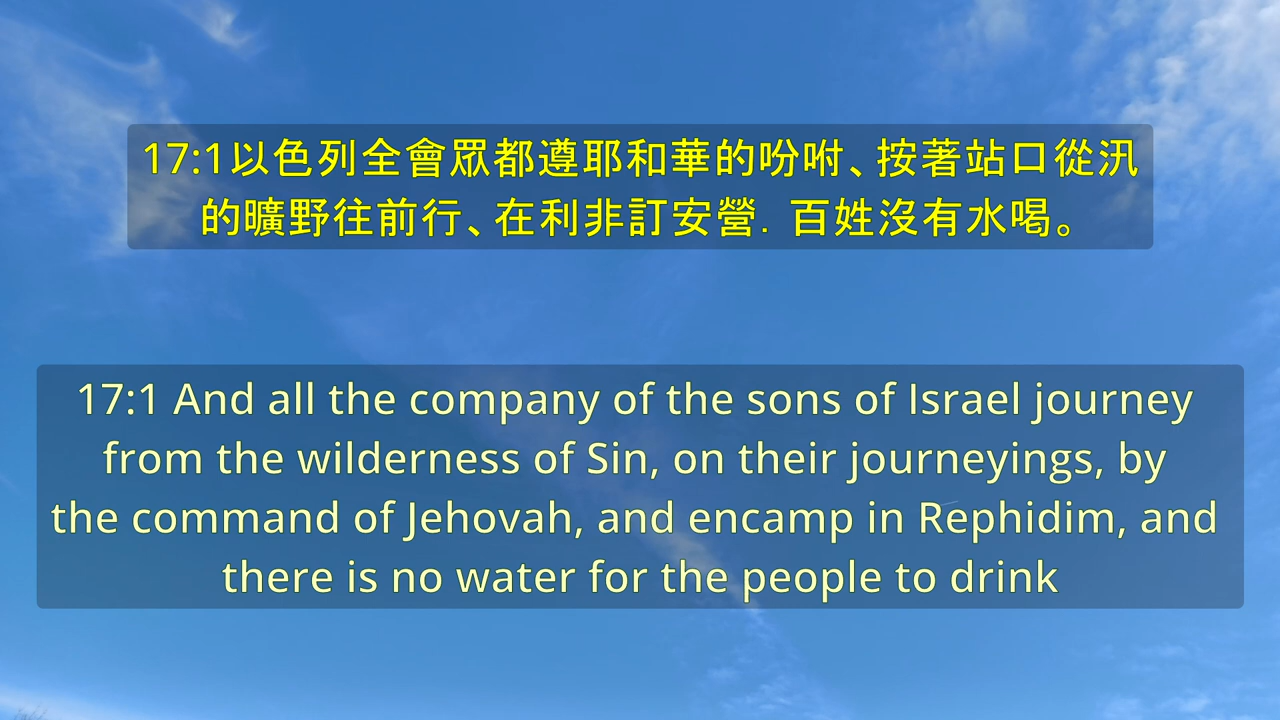 17:1以色列全會眾都遵耶和華的吩咐、按著站口從汛
的曠野往前行、在利非訂安營. 百姓沒有水喝。
17:1 And all the company of the sons of Israel journey
from the wilderness of Sin, on their journeyings, by
the command of Jehovah, and encamp in Rephidim, and
there is no water for the people to drink